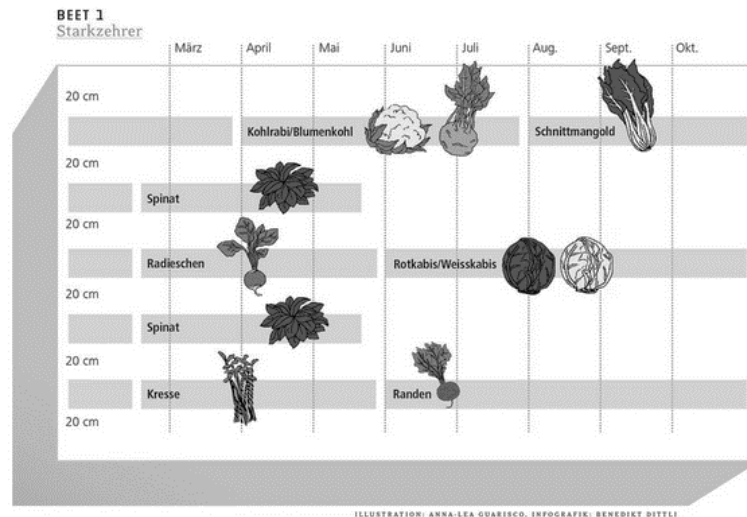 BEET 1
Starkzehrer
März April Mai Juni Juli Aug. Sept. Okt.
20 cm
Kohlrabi/Blumenkohl Schnittmangold
20 cm
Spinat
20 cm
Radieschen Rotkabis/Weisskabis
20 cm
Spinat
20 cm
Kresse Randen
20 cm
ILLUSTRATION: ANNA-LEA GUARISCO, INFOGRAFIK: BENEDIKT DITTLI